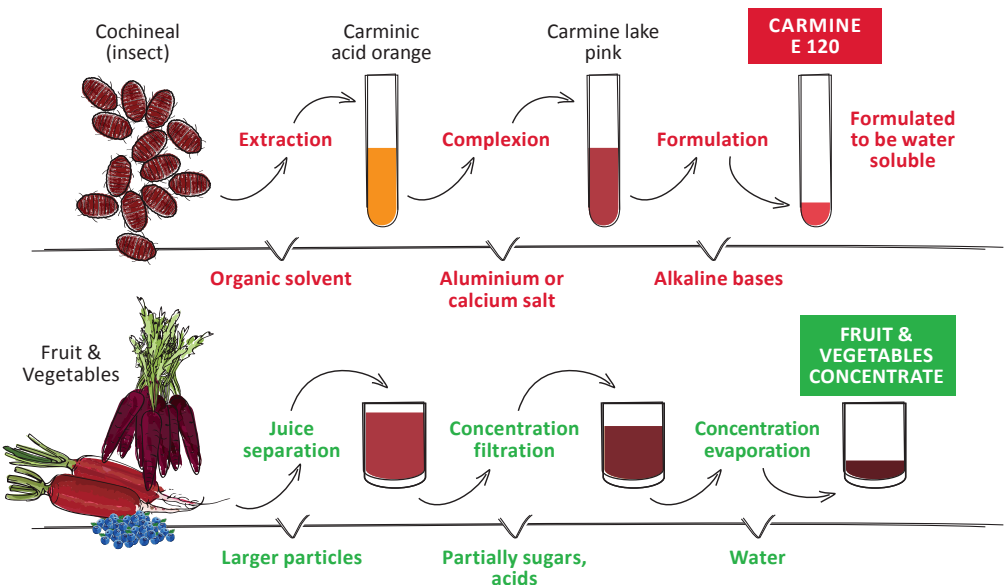 Cochineal
(insect)
Carminic
acid orange
Carmine lake
pink
CARMINE
E 120
Extraction
Complexion
Formulation
Formulated
to be water
soluble
Organic solvent
Aluminium or
calcium salt
Alkaline bases
Fruit &
Vegetables
FRUIT &
VEGETABLES
CONCENTRATE
Juice
separation
Concentration
filtration
Concentration
evaporation
Larger particles
Partially sugars,
acids
Water